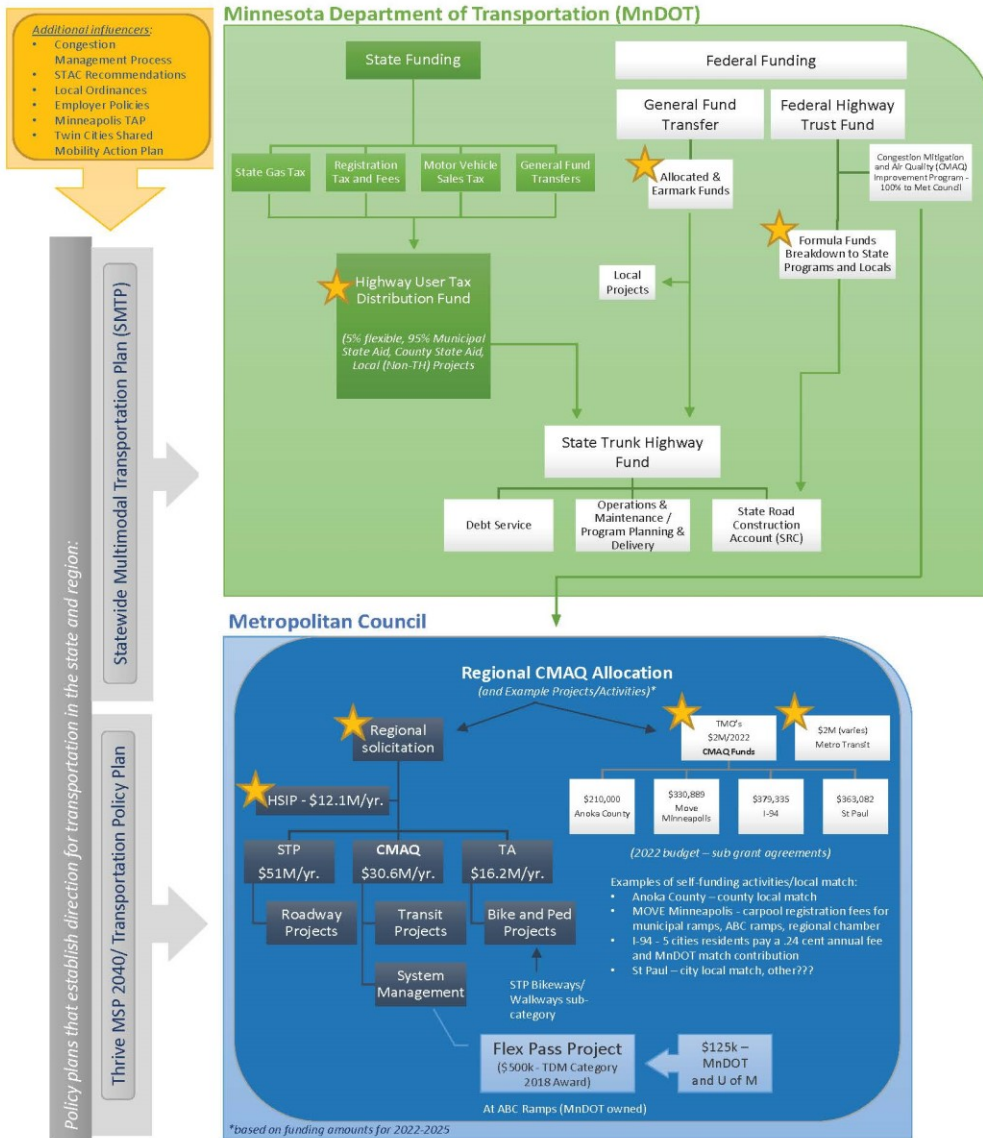 Minnesota Department of Transportation (MnDOT)
Additional influencers:
• Congestion
Management Process
• STAC Recommendations
• Local Ordinances
• Employer Policies
• Minneapolis TAP
• Twin Cities Shared
Mobility Action Plan
Policy plans that establish direction for transportation in the state and region:
Statewide Multimodal Transportation Plan (SMTP)
Thrive MSP 2040/ Transportation Policy Plan
State Funding
State Gas Tax
Registration
Tax and Fees
Motor Vehicle
Sales Tax
General Fund
Transfers
Highway User Tax
Distribution Fund
(5% flexible, 95% Municipal
State Aid, County State Aid,
Local (Non-TH) Projects
Federal Funding
General Fund
Transfer
Federal Highway
Trust Fund
Allocated &
Earmark Funds
Congestion Mitigation
and Air Quality (CMAQ)
Improvement Program -
100% to Met Council
Formula Funds
Breakdown to State
Programs and Locals
Local
Projects
State Trunk Highway
Fund
Debt Service
Operations &
Maintenance /
Program Planning &
Delivery
State Road
Construction
Account (SRC)
Metropolitan Council
Regional CMAQ Allocation
(and Example Projects/Activities)*
Regional
solicitation
HSIP - $12.1M/yr.
STP
$51M/yr.
CMAQ
$30.6M/yr.
TA
$16.2M/yr.
Roadway
Projects
Transit
Projects
Bike and Ped
Projects
System
Management
STP Bikeways/
Walkways sub-
category
TMO's
$2M/2022
CMAQ Funds
$2M (varies)
Metro Transit
$210,000
Anoka County
$330,889
Move
Minneapolis
$379,335
I-94
$363,082
St Paul
(2022 budget – sub grant agreements)
Examples of self-funding activities/local match:
• Anoka County – county local match
• MOVE Minneapolis - carpool registration fees for
municipal ramps, ABC ramps, regional chamber
• I-94 - 5 cities residents pay a .24 cent annual fee
and MnDOT match contribution
• St Paul – city local match, other???
Flex Pass Project
($500k - TDM Category
2018 Award)
$125k –
MnDOT
and U of M
At ABC Ramps (MnDOT owned)
*based on funding amounts for 2022-2025